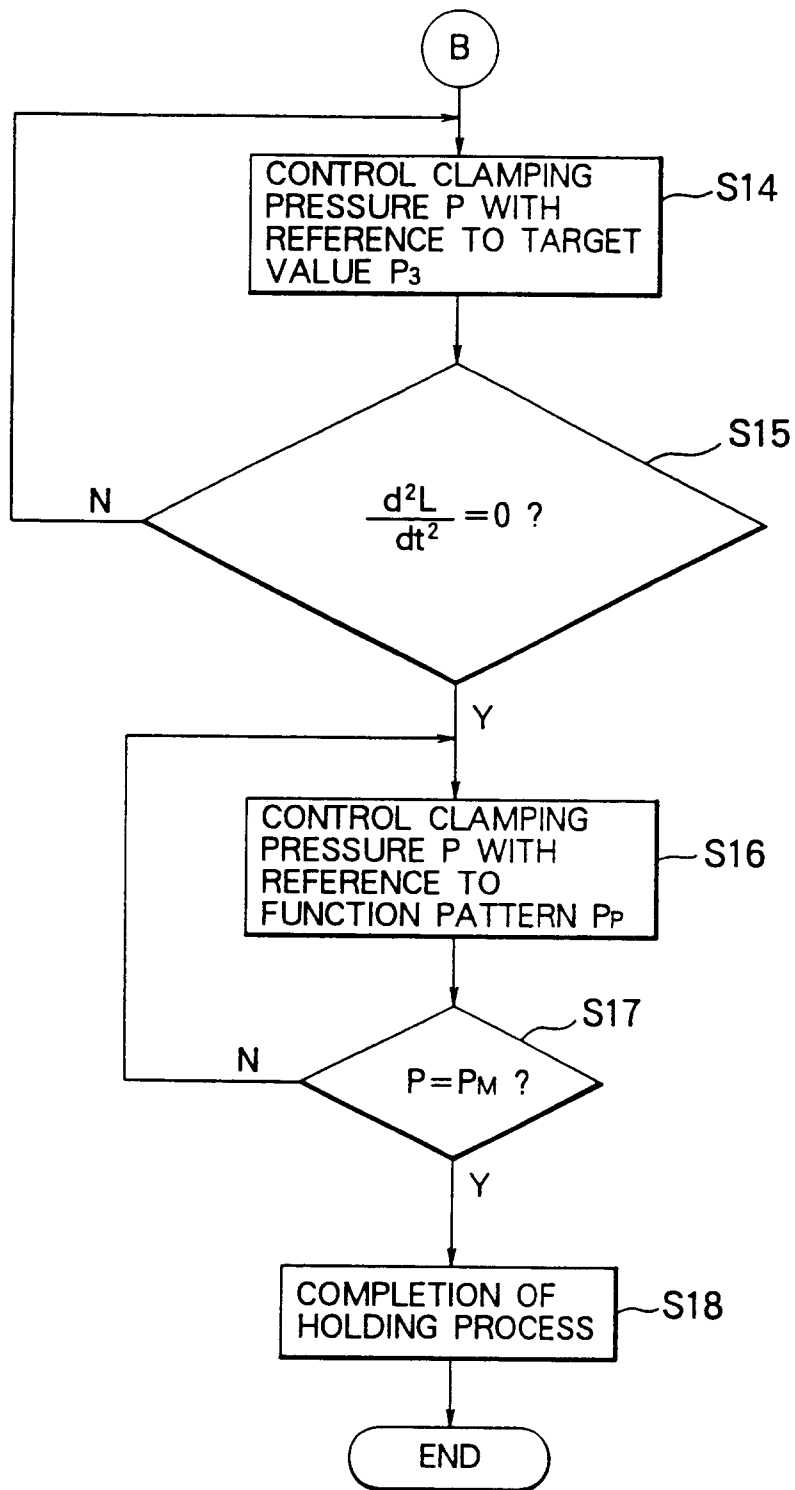 B
CONTROL CLAMPING
PRESSURE P WITH
REFERENCE TO TARGET
VALUE P₃
S14
S15
N
d²L/dt² =0 ?
Y
CONTROL CLAMPING
PRESSURE P WITH
REFERENCE TO
FUNCTION PATTERN Pₚ
S16
S17
N
P=Pᴍ ?
Y
COMPLETION OF
HOLDING PROCESS
S18
END